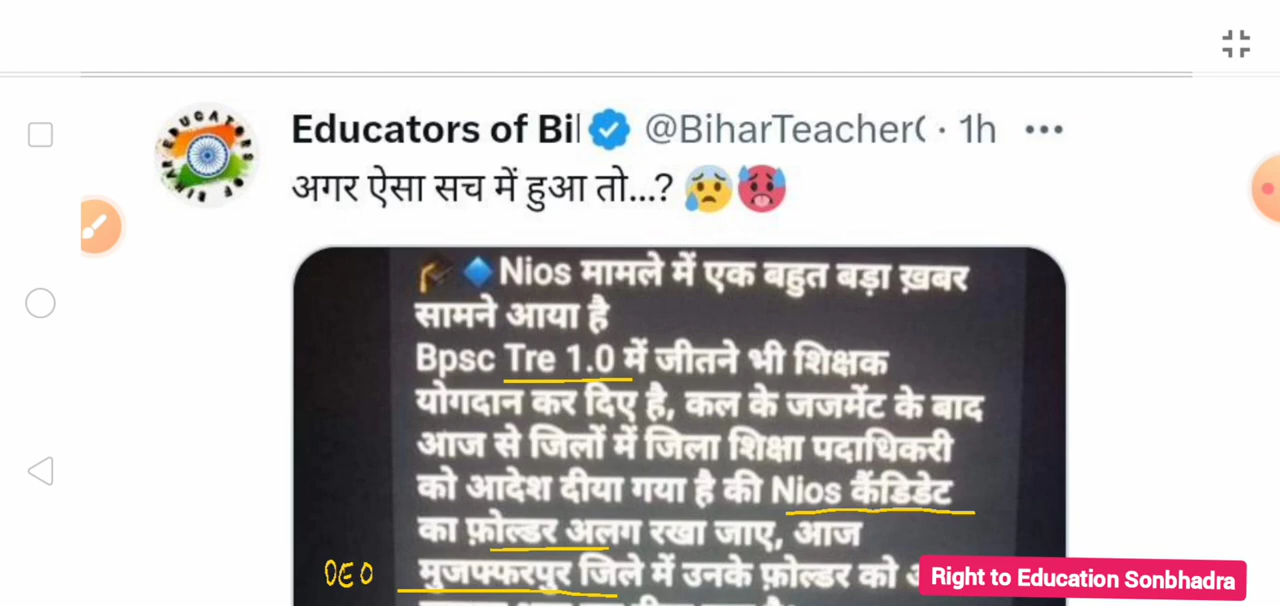 Educators of Bi
@BiharTeacher
· 1h
अगर ऐसा सच में हुआ तो...? 😰🥵
🎓🔷Nios मामले में एक बहुत बड़ा ख़बर
सामने आया है
Bpsc Tre 1.0 में जीतने भी शिक्षक
योगदान कर दिए है, कल के जजमेंट के बाद
आज से जिलों में जिला शिक्षा पदाधिकरी
को आदेश दीया गया है की Nios कैंडिडेट
का फ़ोल्डर अलग रखा जाए, आज
मुजफ्फरपुर जिले में उनके फ़ोल्डर को
DEO
Right to Education Sonbhadra